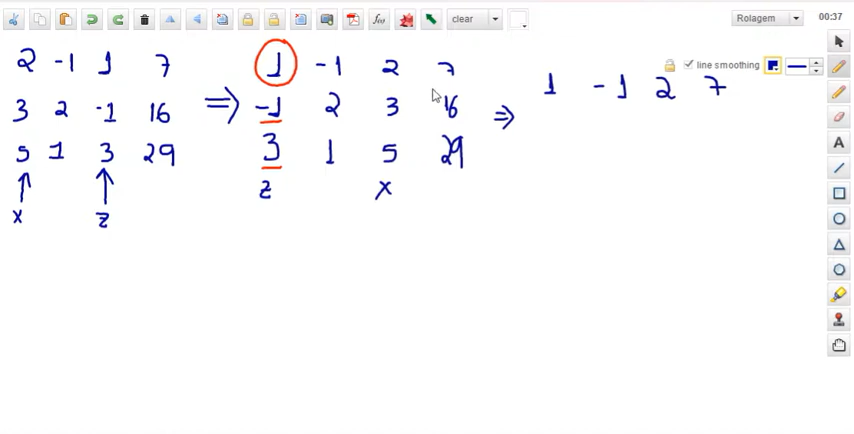 f(x) clear Rolagem 00:37
line smoothing
2 -1 1 7 ⇒ 1 -1 2 7 ⇒ 1 -1 2 7
3 2 -1 16 -1 2 3 16
5 1 3 29 3 1 5 29
x z z x
A